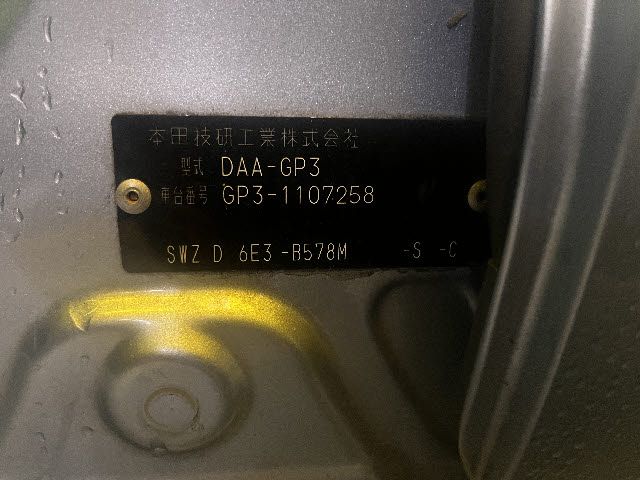 本田技研工業株式会社
型式 DAA-GP3
車台番号 GP3-1107258
SWZ D 6E3-B578M -S -C